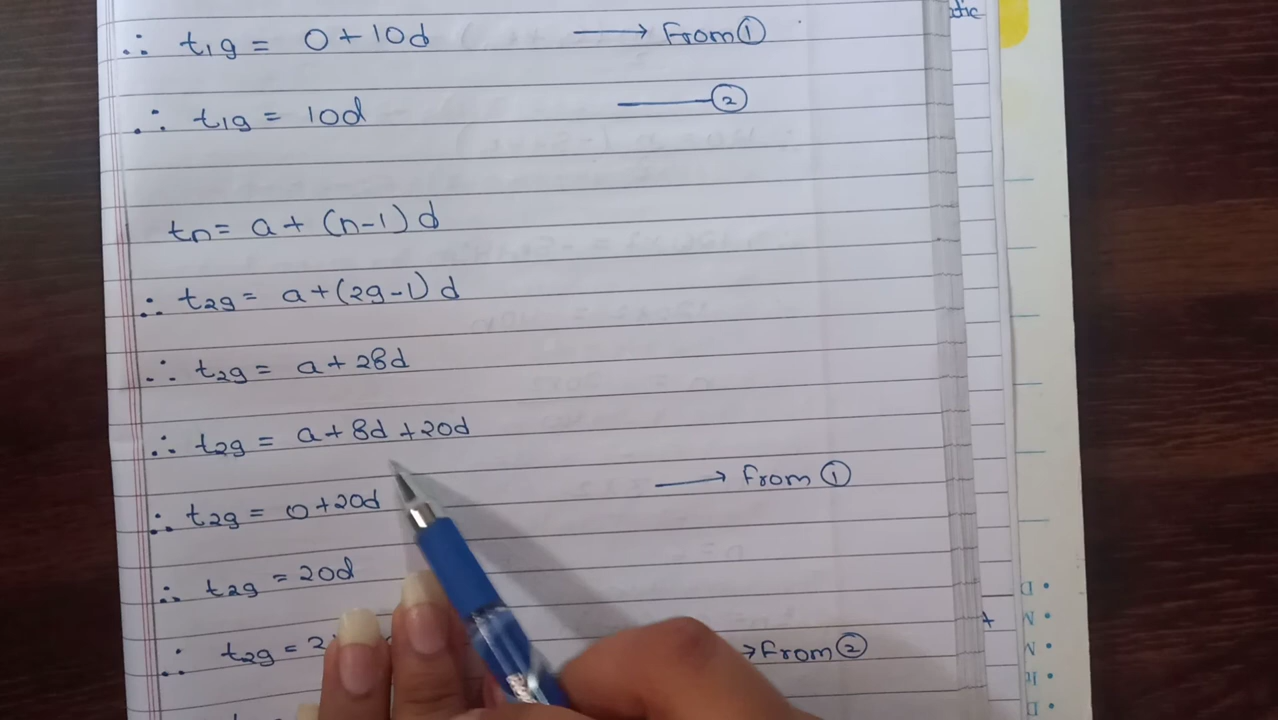 ∴ t₁₉ = 0 + 10d → From ①
∴ t₁₉ = 10d — ②
tₙ = a + (n-1) d
∴ t₂₉ = a + (29-1) d
∴ t₂₉ = a + 28d
∴ t₂₉ = a + 8d + 20d
∴ t₂₉ = 0 + 20d → From ①
∴ t₂₉ = 20d
∴ t₂₉ = 2 → From ②